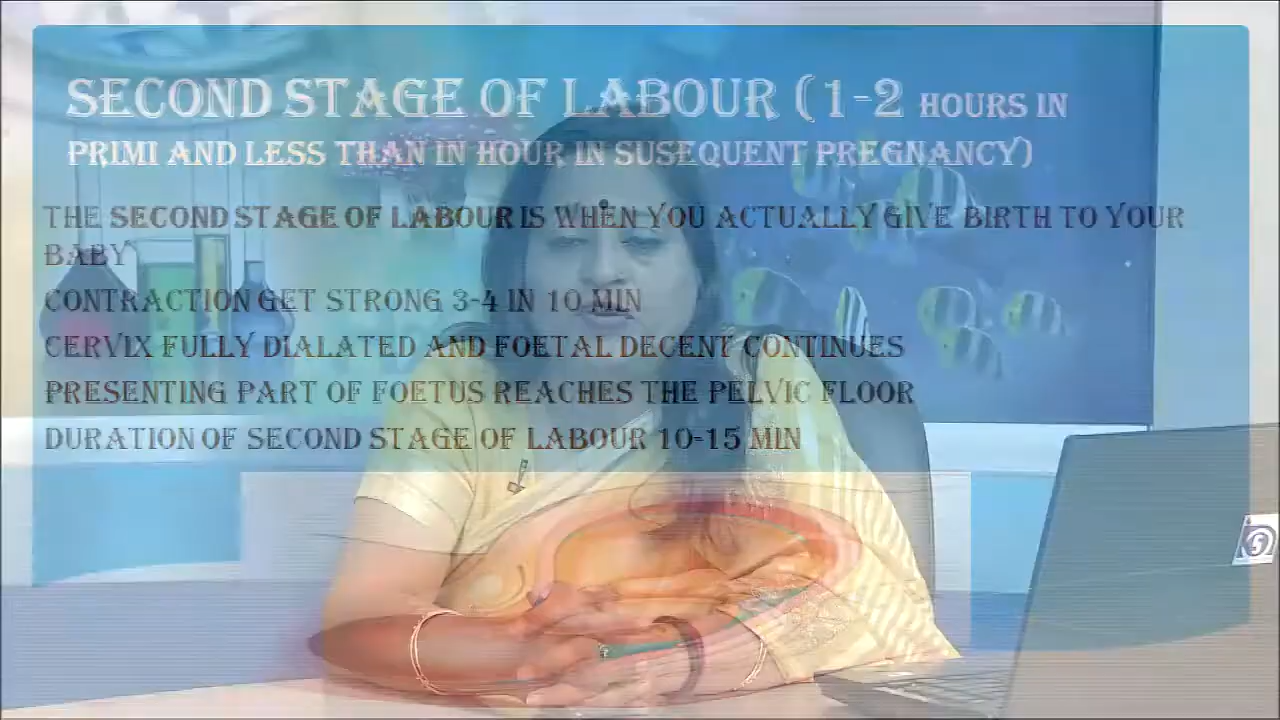 SECOND STAGE OF LABOUR (1-2 HOURS IN
PRIMI AND LESS THAN IN HOUR IN SUSEQUENT PREGNANCY)
THE SECOND STAGE OF LABOUR IS WHEN YOU ACTUALLY GIVE BIRTH TO YOUR
BABY
CONTRACTION GET STRONG 3-4 IN 10 MIN
CERVIX FULLY DIALATED AND FOETAL DECENT CONTINUES
PRESENTING PART OF FOETUS REACHES THE PELVIC FLOOR
DURATION OF SECOND STAGE OF LABOUR 10-15 MIN